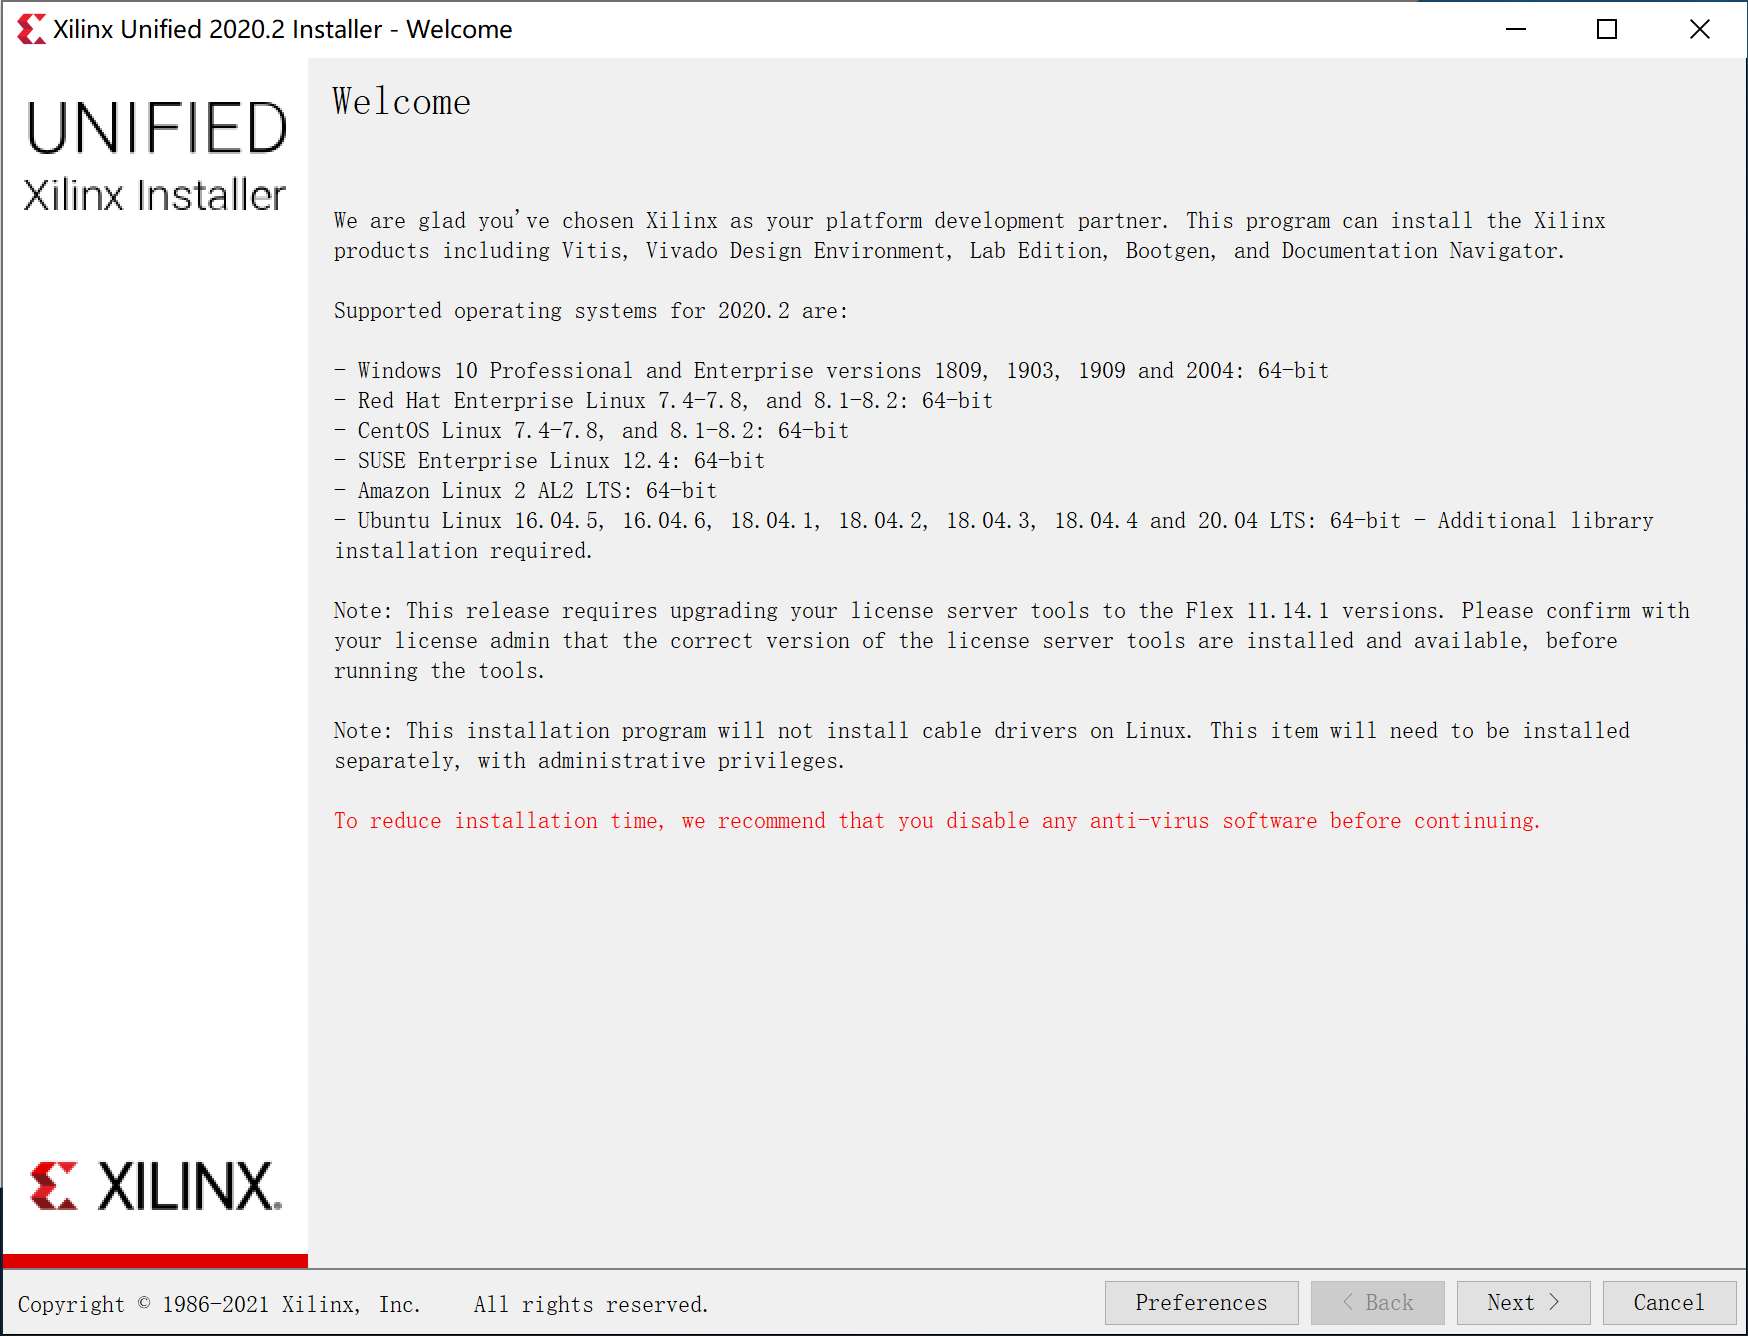 Xilinx Unified 2020.2 Installer - Welcome
UNIFIED
Xilinx Installer
Welcome
We are glad you've chosen Xilinx as your platform development partner. This program can install the Xilinx
products including Vitis, Vivado Design Environment, Lab Edition, Bootgen, and Documentation Navigator.
Supported operating systems for 2020.2 are:
- Windows 10 Professional and Enterprise versions 1809, 1903, 1909 and 2004: 64-bit
- Red Hat Enterprise Linux 7.4-7.8, and 8.1-8.2: 64-bit
- CentOS Linux 7.4-7.8, and 8.1-8.2: 64-bit
- SUSE Enterprise Linux 12.4: 64-bit
- Amazon Linux 2 AL2 LTS: 64-bit
- Ubuntu Linux 16.04.5, 16.04.6, 18.04.1, 18.04.2, 18.04.3, 18.04.4 and 20.04 LTS: 64-bit - Additional library
installation required.
Note: This release requires upgrading your license server tools to the Flex 11.14.1 versions. Please confirm with
your license admin that the correct version of the license server tools are installed and available, before
running the tools.
Note: This installation program will not install cable drivers on Linux. This item will need to be installed
separately, with administrative privileges.
To reduce installation time, we recommend that you disable any anti-virus software before continuing.
XILINX.
Copyright © 1986-2021 Xilinx, Inc. All rights reserved.
Preferences < Back Next > Cancel